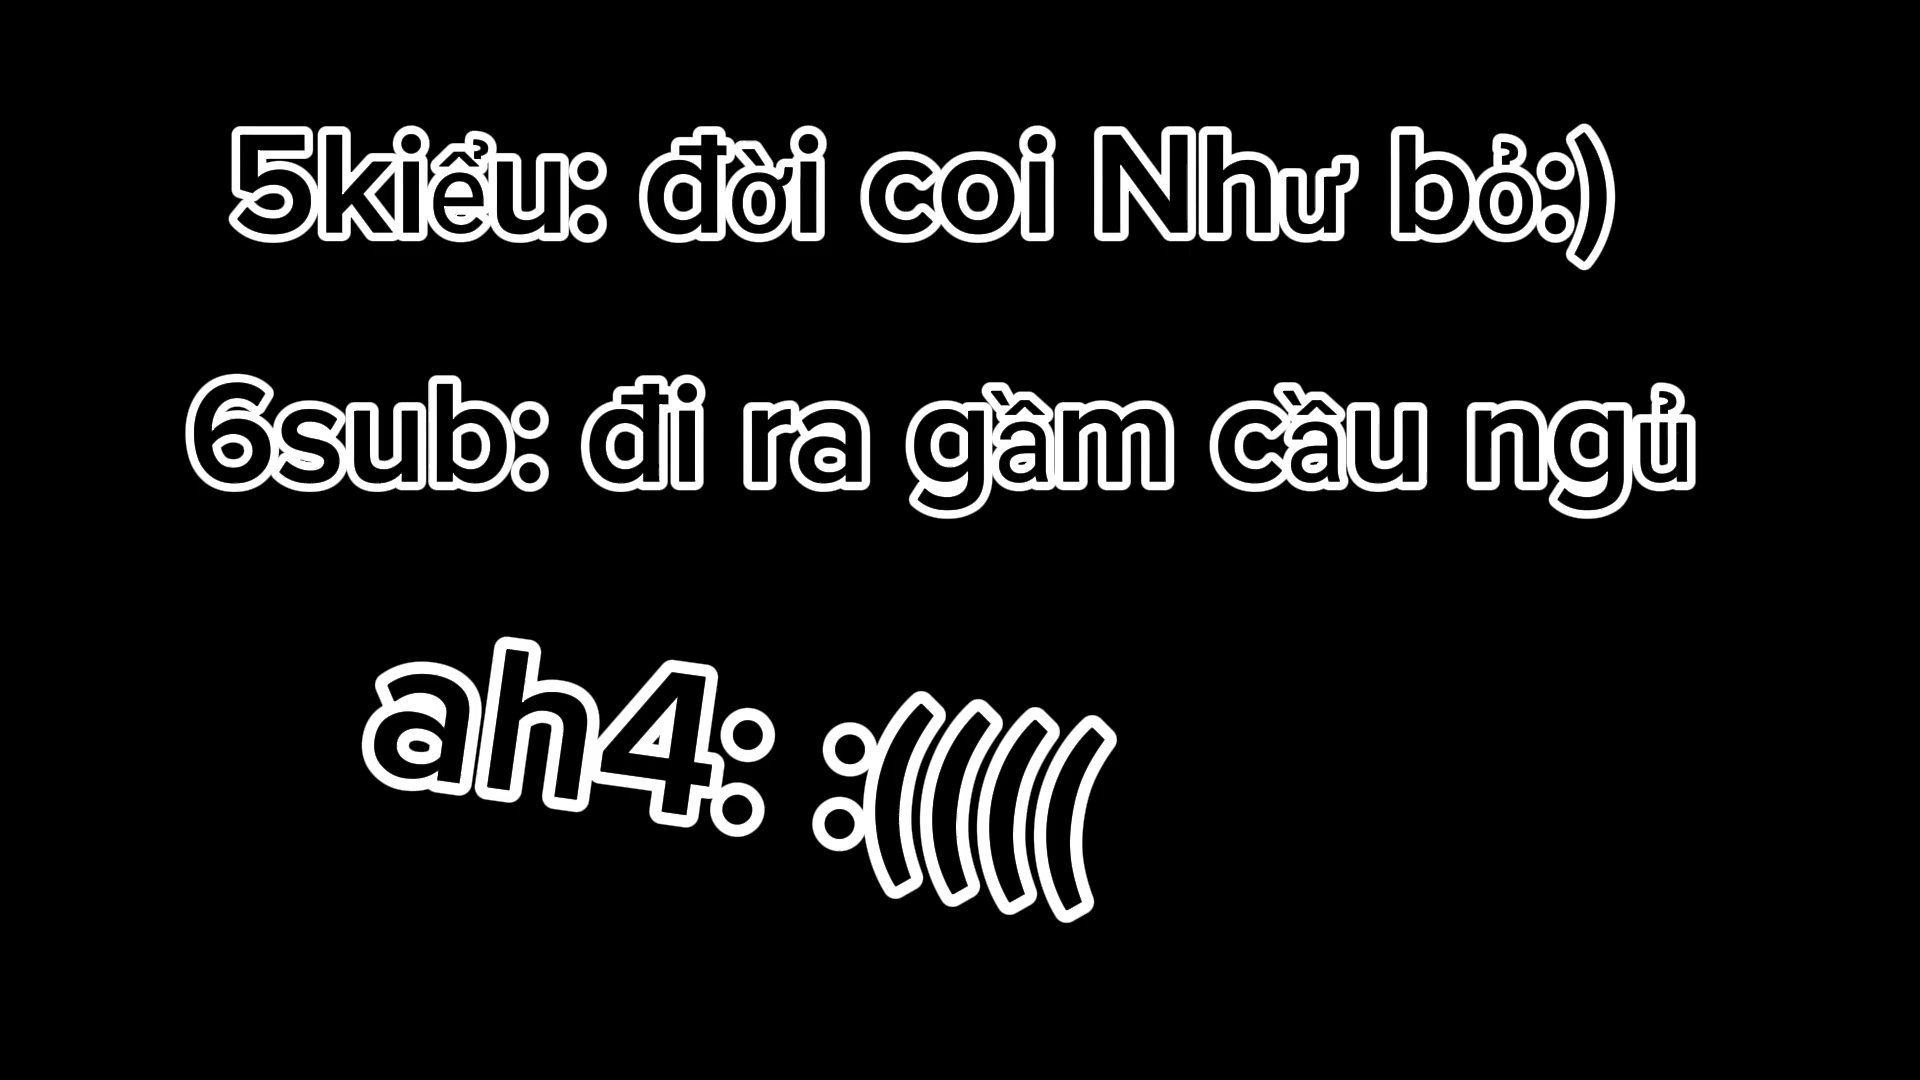 5kiểu: đời coi Như bỏ:)
6sub: đi ra gầm cầu ngủ
ah4: :((((